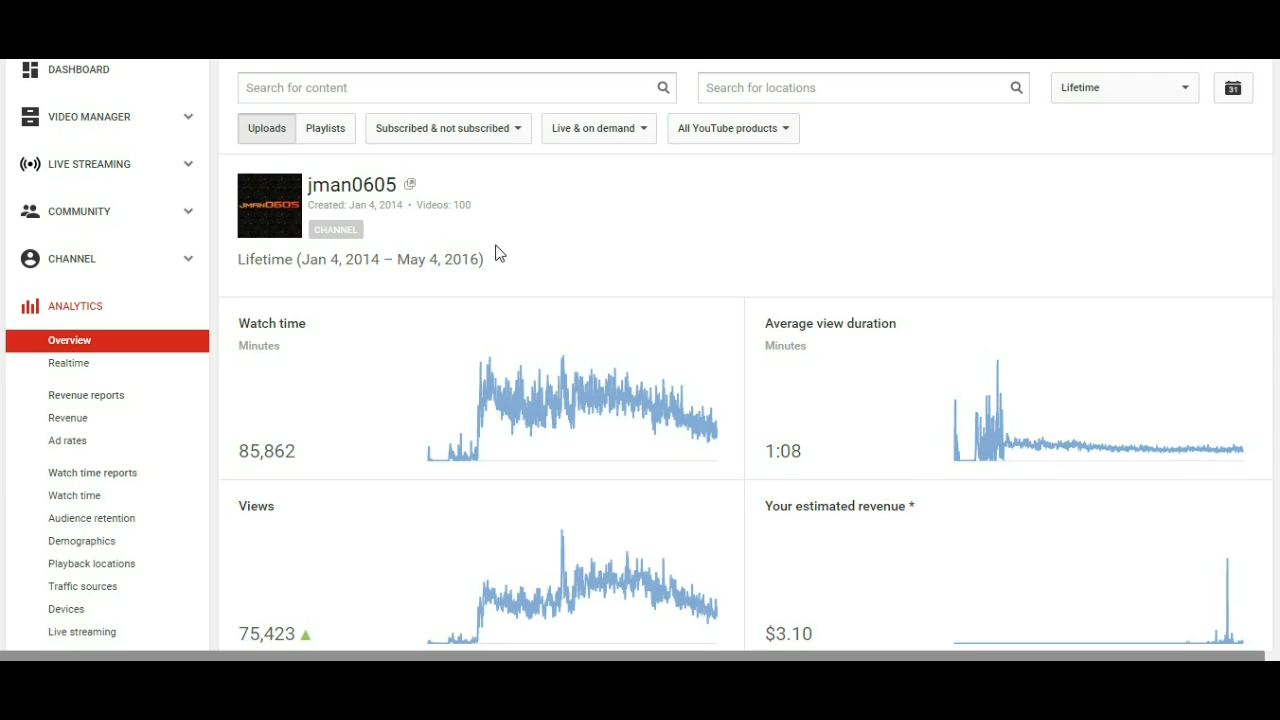 DASHBOARD
VIDEO MANAGER
LIVE STREAMING
COMMUNITY
CHANNEL
ANALYTICS
Overview
Realtime
Revenue reports
Revenue
Ad rates
Watch time reports
Watch time
Audience retention
Demographics
Playback locations
Traffic sources
Devices
Live streaming
Search for content
Search for locations
Lifetime
31
Uploads
Playlists
Subscribed & not subscribed
Live & on demand
All YouTube products
JMAN0605
jman0605
Created: Jan 4, 2014 • Videos: 100
CHANNEL
Lifetime (Jan 4, 2014 – May 4, 2016)
Watch time
Minutes
85,862
Average view duration
Minutes
1:08
Views
75,423
Your estimated revenue *
$3.10